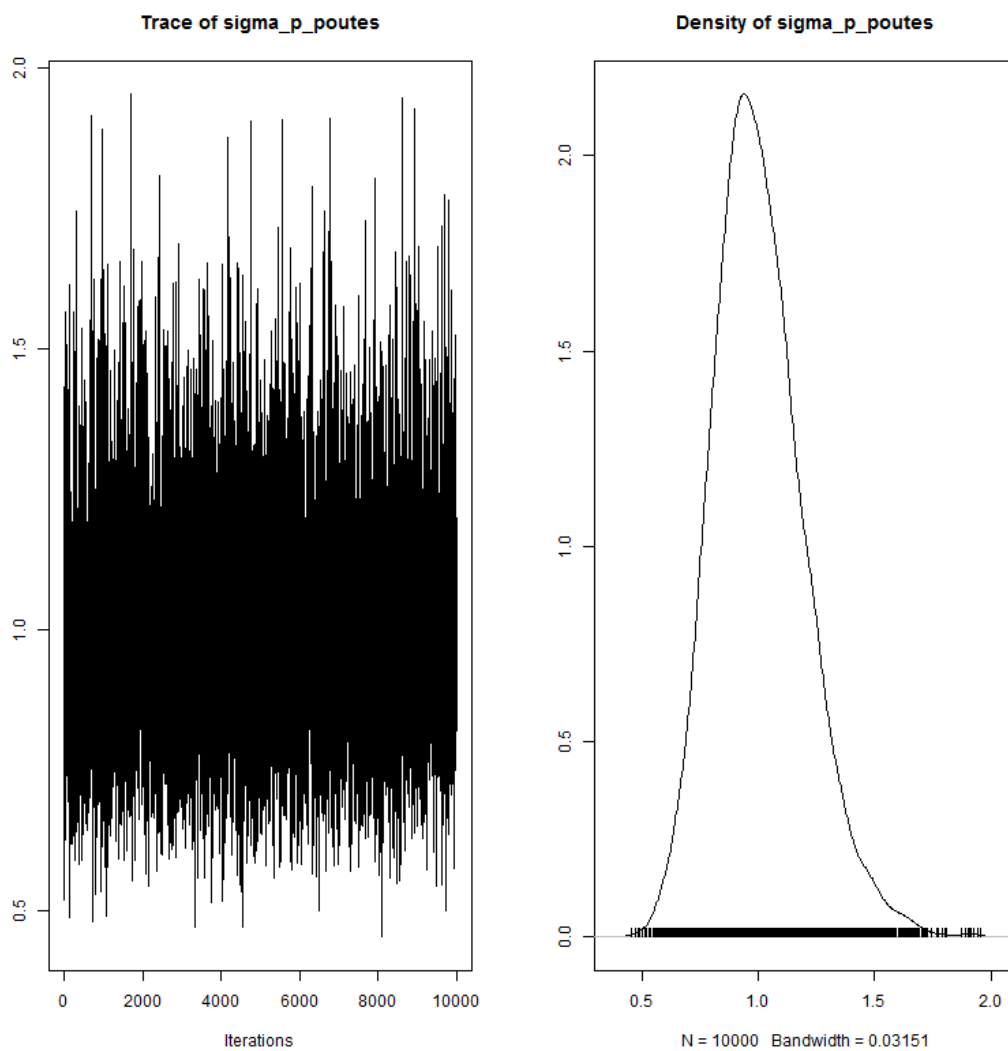 Trace of sigma_p_poutes
2.0
1.5
1.0
0.5
0 2000 4000 6000 8000 10000
Iterations
Density of sigma_p_poutes
2.0
1.5
1.0
0.5
0.0
0.5 1.0 1.5 2.0
N = 10000 Bandwidth = 0.03151